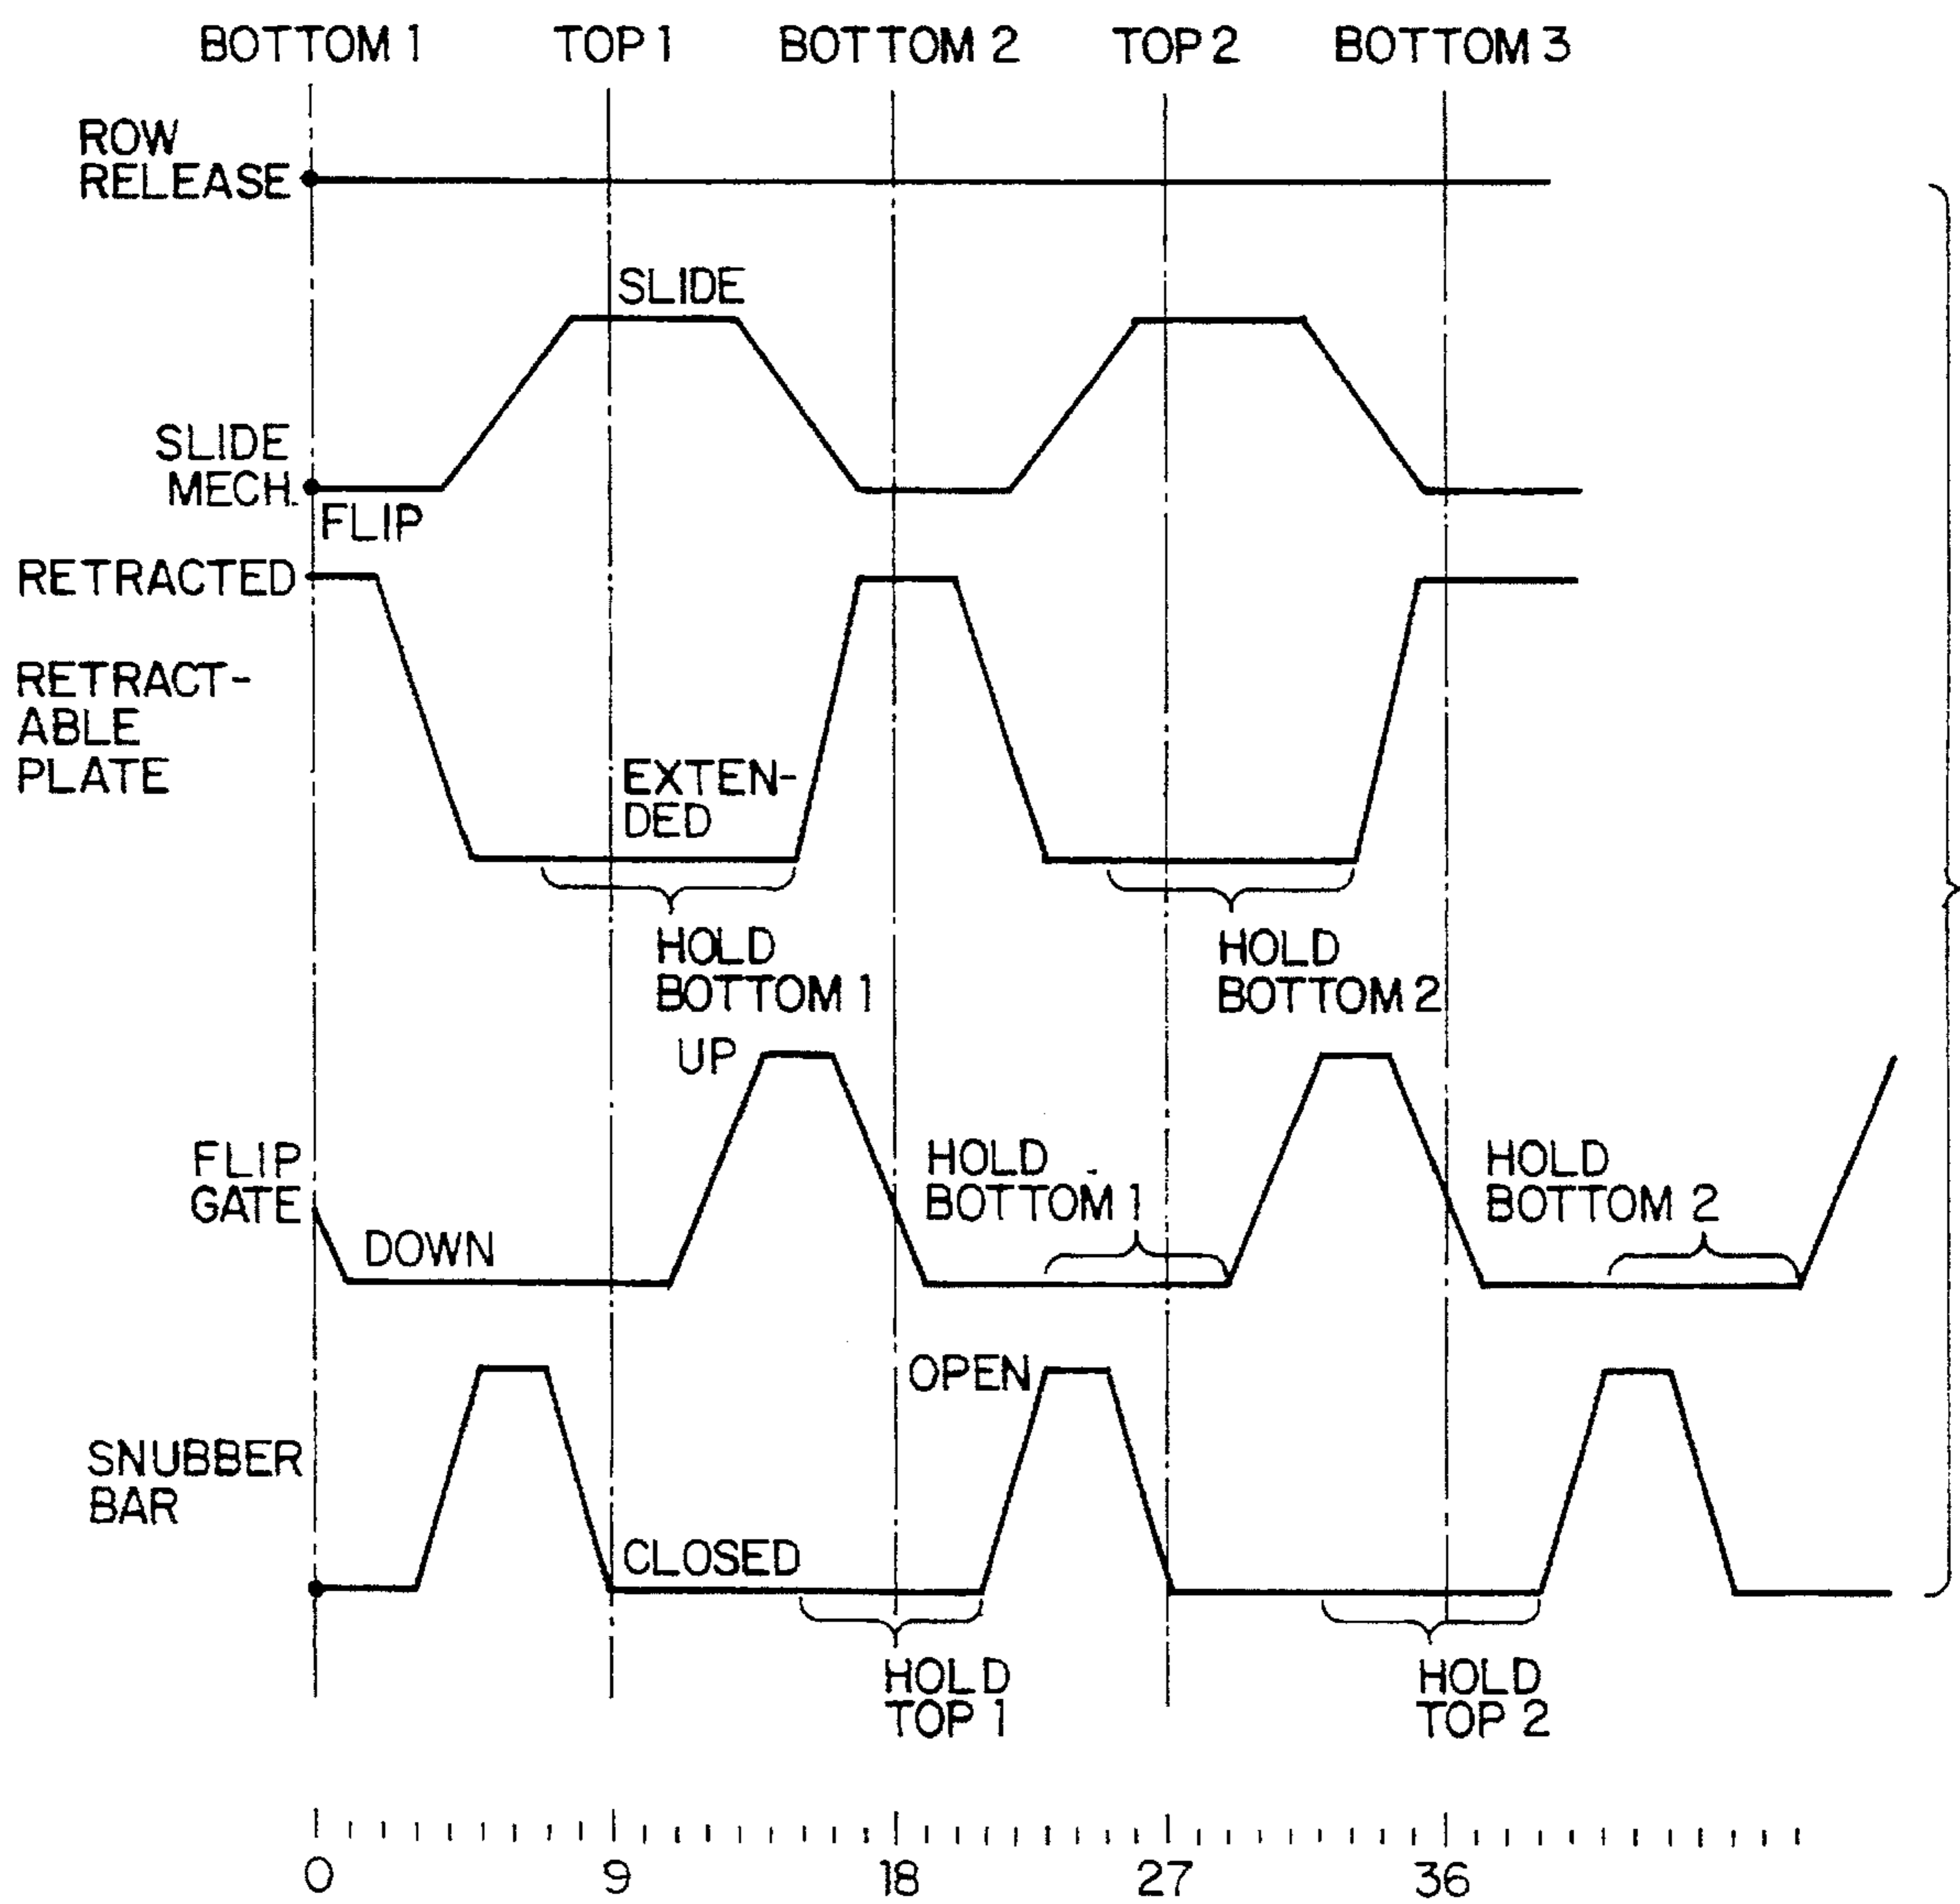 BOTTOM 1 TOP 1 BOTTOM 2 TOP 2 BOTTOM 3
ROW
RELEASE
SLIDE
SLIDE
MECH.
FLIP
RETRACTED
RETRACT-
ABLE
PLATE
EXTEN-
DED
HOLD
BOTTOM 1
HOLD
BOTTOM 2
UP
FLIP
GATE
DOWN
HOLD
BOTTOM 1
HOLD
BOTTOM 2
OPEN
SNUBBER
BAR
CLOSED
HOLD
TOP 1
HOLD
TOP 2
0 9 18 27 36